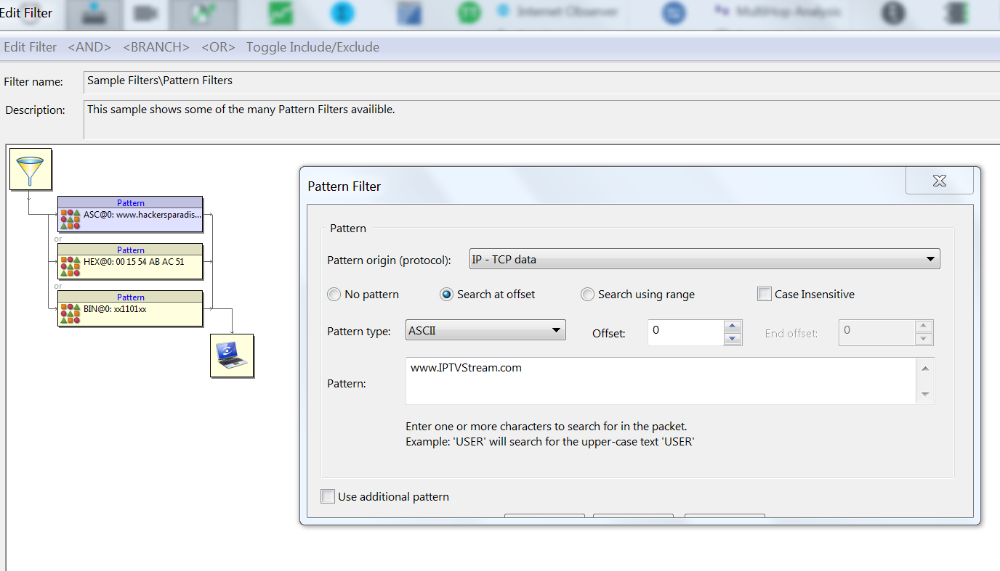 Edit Filter
Internet Observer
MultiHop Analysis
Edit Filter <AND> <BRANCH> <OR> Toggle Include/Exclude
Filter name: Sample Filters\Pattern Filters
Description: This sample shows some of the many Pattern Filters availible.
Pattern
ASC@0: www.hackersparadis...
or
Pattern
HEX@0: 00 15 54 AB AC 51
or
Pattern
BIN@0: xx1101xx
Pattern Filter
Pattern
Pattern origin (protocol): IP - TCP data
No pattern Search at offset Search using range Case Insensitive
Pattern type: ASCII Offset: 0 End offset: 0
Pattern: www.IPTVStream.com
Enter one or more characters to search for in the packet.
Example: 'USER' will search for the upper-case text 'USER'
Use additional pattern